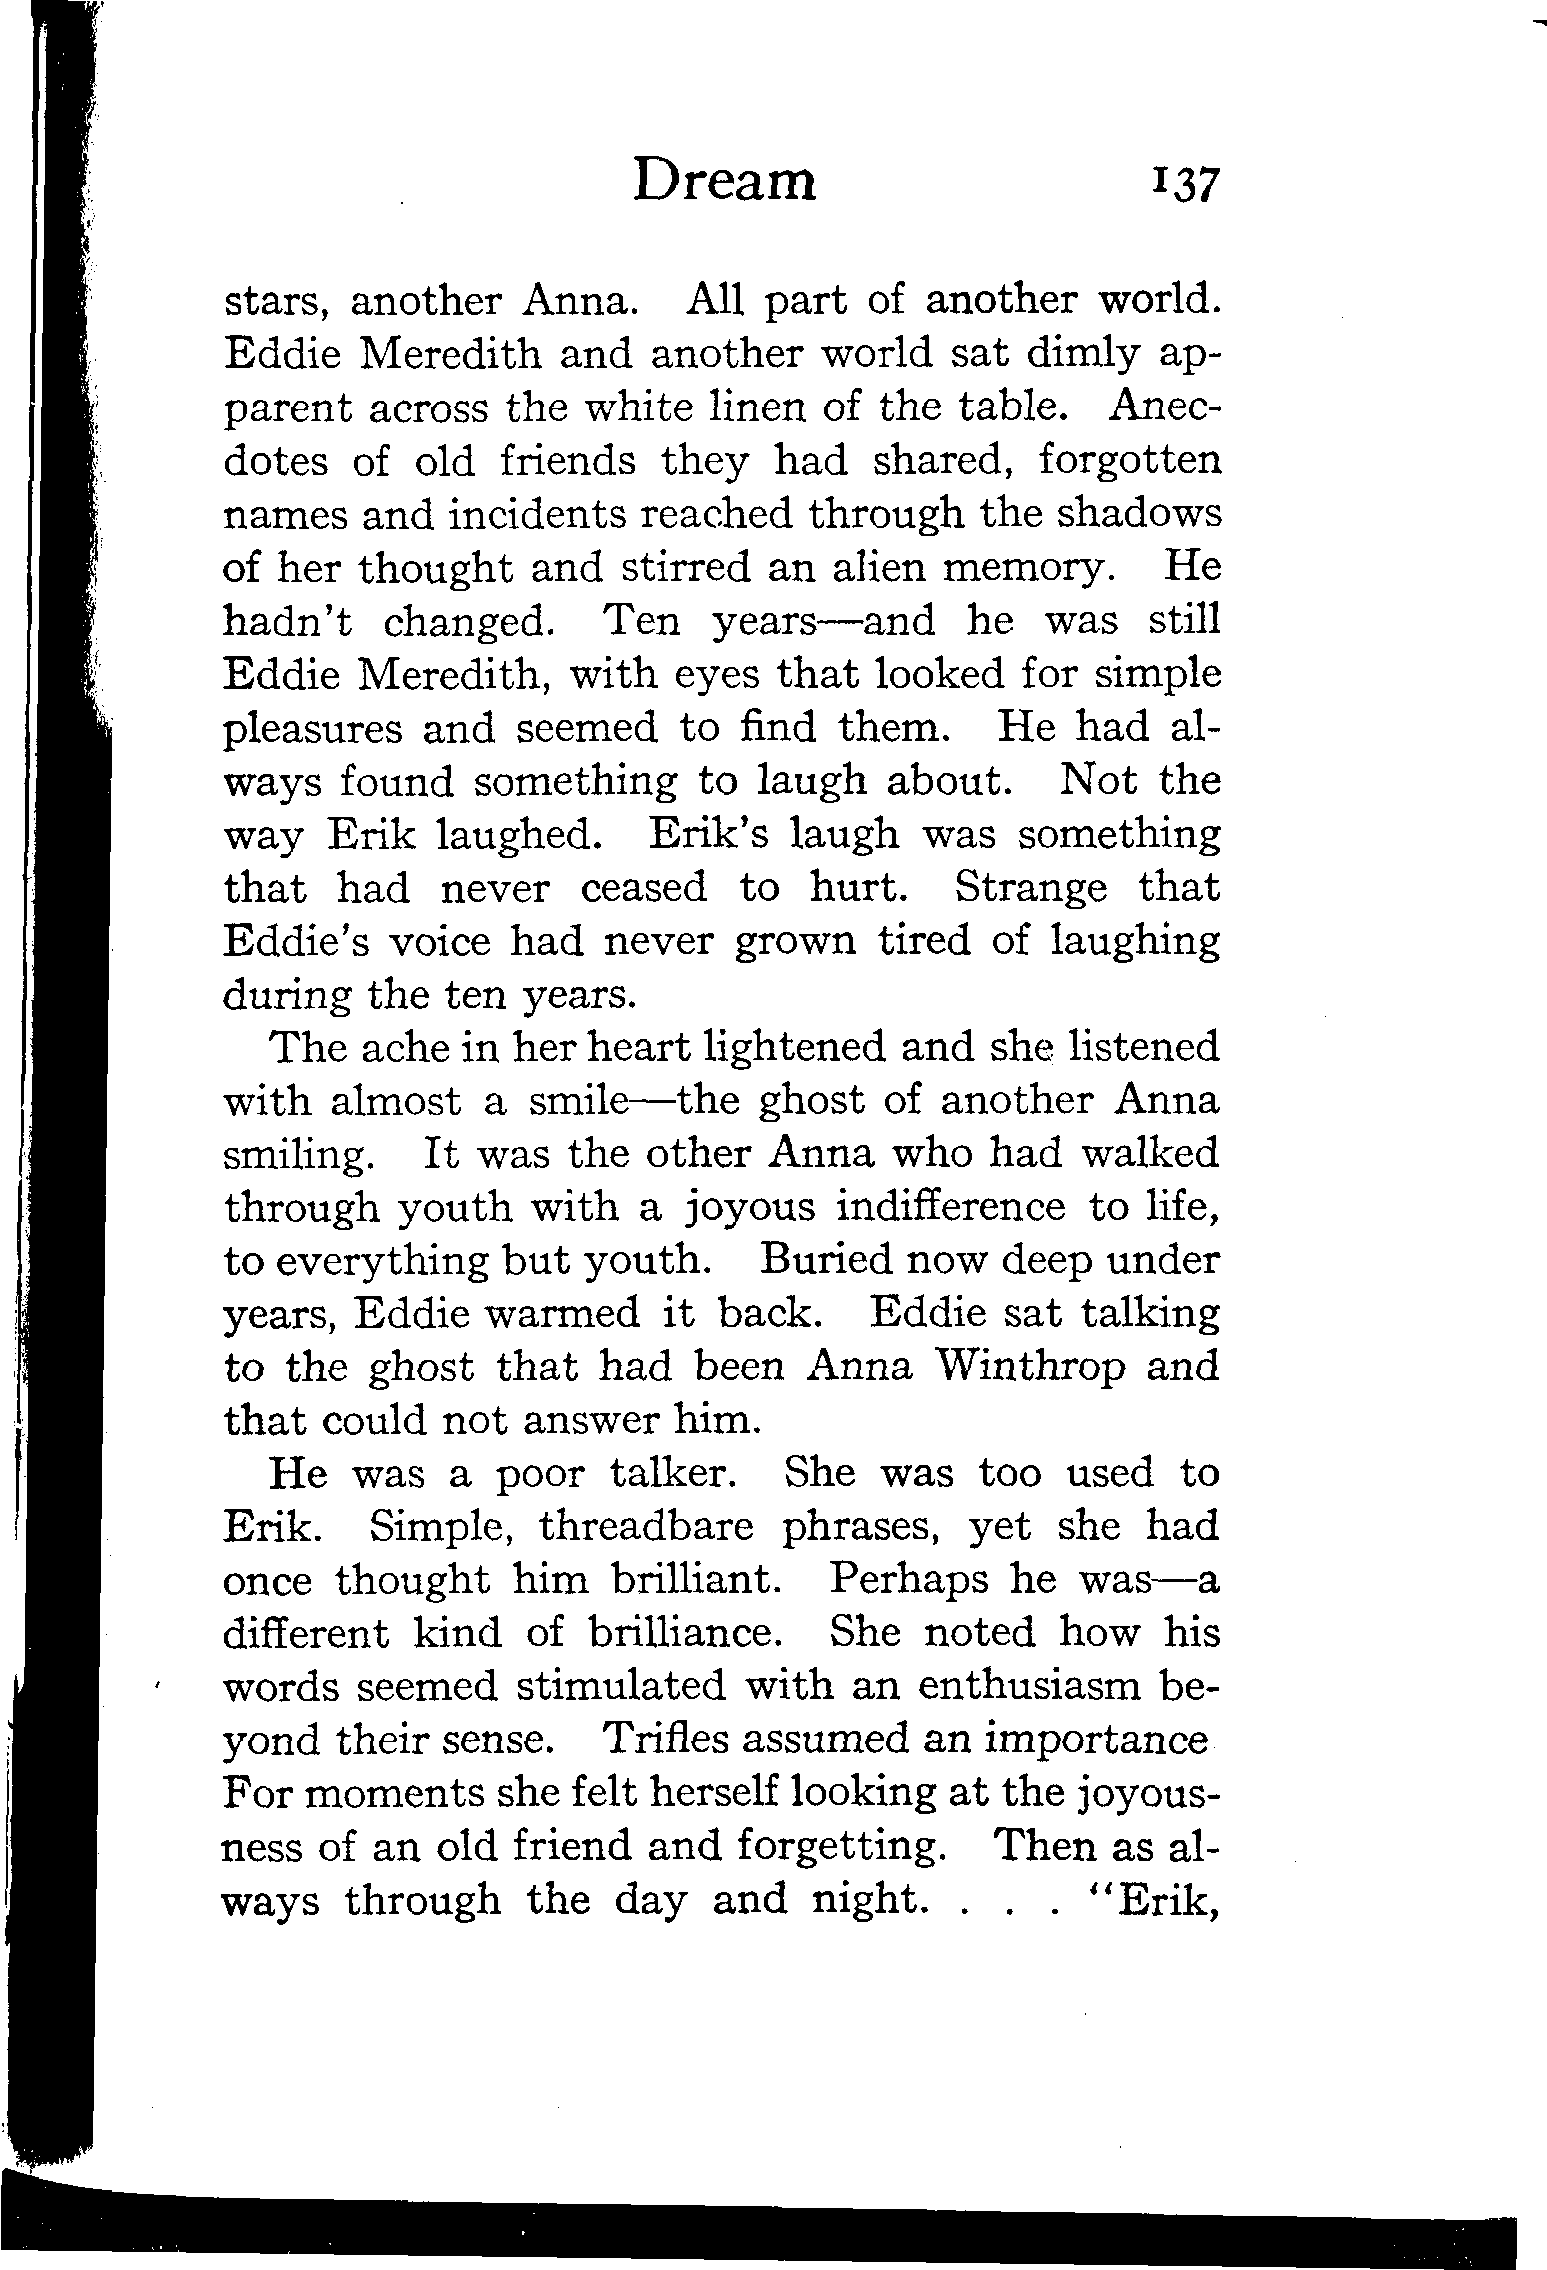 Dream 137
stars, another Anna. All part of another world.
Eddie Meredith and another world sat dimly ap-
parent across the white linen of the table. Anec-
dotes of old friends they had shared, forgotten
names and incidents reached through the shadows
of her thought and stirred an alien memory. He
hadn't changed. Ten years—and he was still
Eddie Meredith, with eyes that looked for simple
pleasures and seemed to find them. He had al-
ways found something to laugh about. Not the
way Erik laughed. Erik's laugh was something
that had never ceased to hurt. Strange that
Eddie's voice had never grown tired of laughing
during the ten years.
The ache in her heart lightened and she listened
with almost a smile—the ghost of another Anna
smiling. It was the other Anna who had walked
through youth with a joyous indifference to life,
to everything but youth. Buried now deep under
years, Eddie warmed it back. Eddie sat talking
to the ghost that had been Anna Winthrop and
that could not answer him.
He was a poor talker. She was too used to
Erik. Simple, threadbare phrases, yet she had
once thought him brilliant. Perhaps he was—a
different kind of brilliance. She noted how his
words seemed stimulated with an enthusiasm be-
yond their sense. Trifles assumed an importance
For moments she felt herself looking at the joyous-
ness of an old friend and forgetting. Then as al-
ways through the day and night. . . . "Erik,